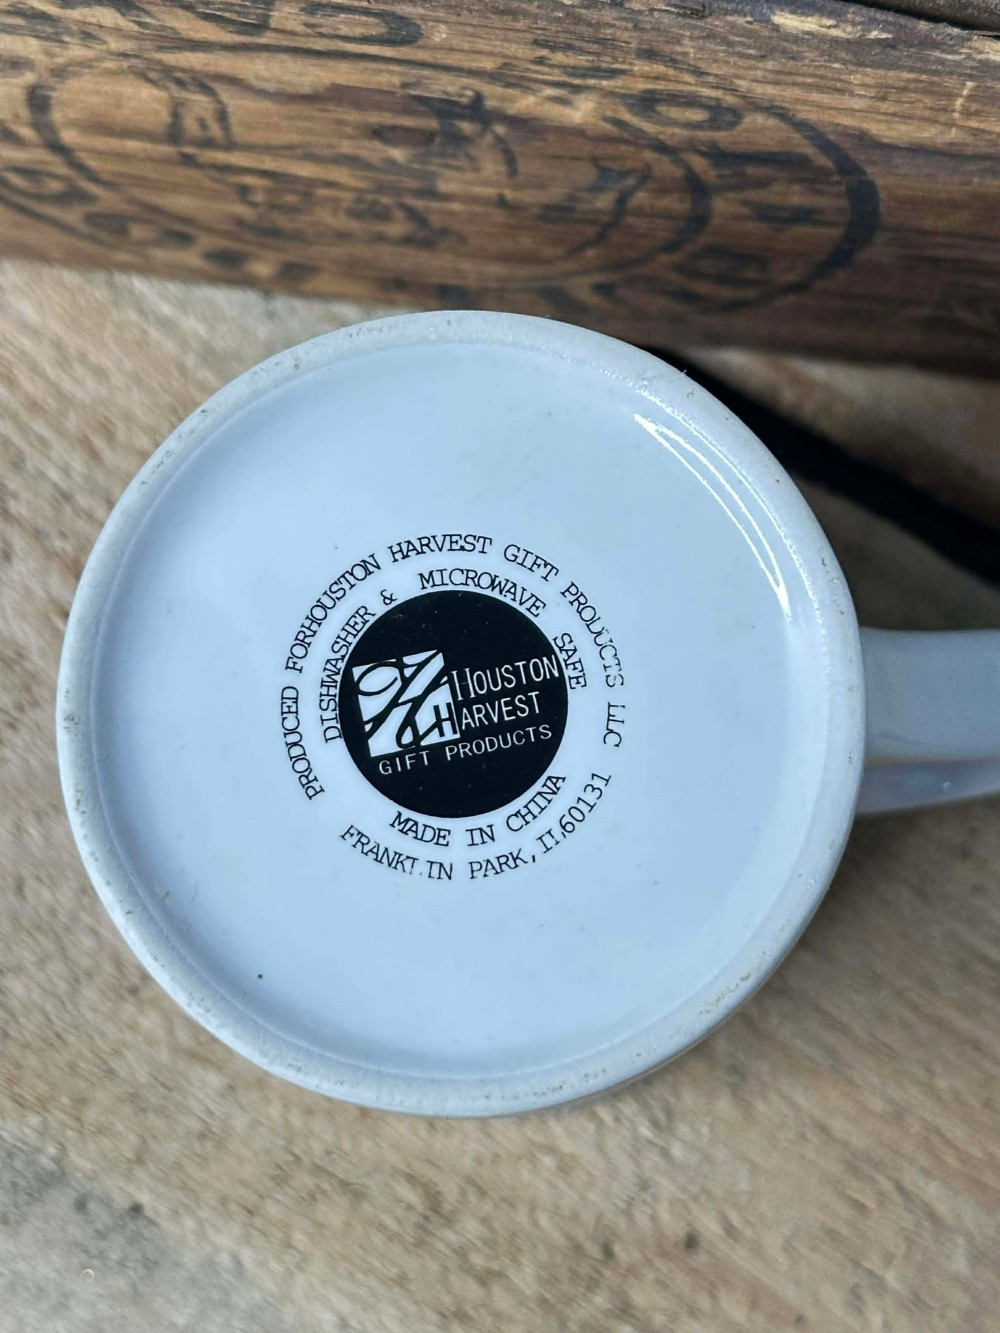 PRODUCED FORHOUSTON HARVEST GIFT PRODUCTS LLC
DISHWASHER & MICROWAVE SAFE
HOUSTON
HARVEST
GIFT PRODUCTS
MADE IN CHINA
FRANKLIN PARK, IL60131